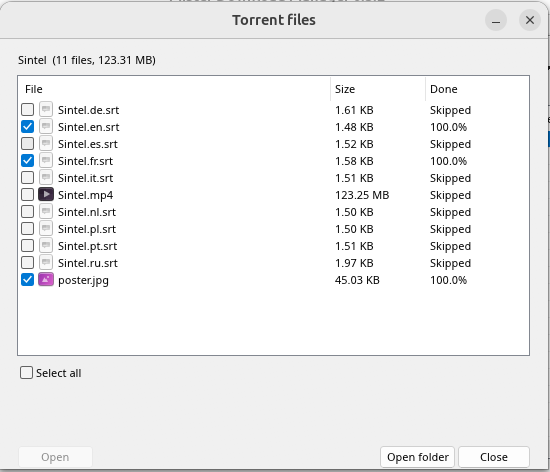 Torrent files
Sintel (11 files, 123.31 MB)
File Size Done
Sintel.de.srt 1.61 KB Skipped
Sintel.en.srt 1.48 KB 100.0%
Sintel.es.srt 1.52 KB Skipped
Sintel.fr.srt 1.58 KB 100.0%
Sintel.it.srt 1.51 KB Skipped
Sintel.mp4 123.25 MB Skipped
Sintel.nl.srt 1.50 KB Skipped
Sintel.pl.srt 1.50 KB Skipped
Sintel.pt.srt 1.51 KB Skipped
Sintel.ru.srt 1.97 KB Skipped
poster.jpg 45.03 KB 100.0%
Select all
Open Open folder Close